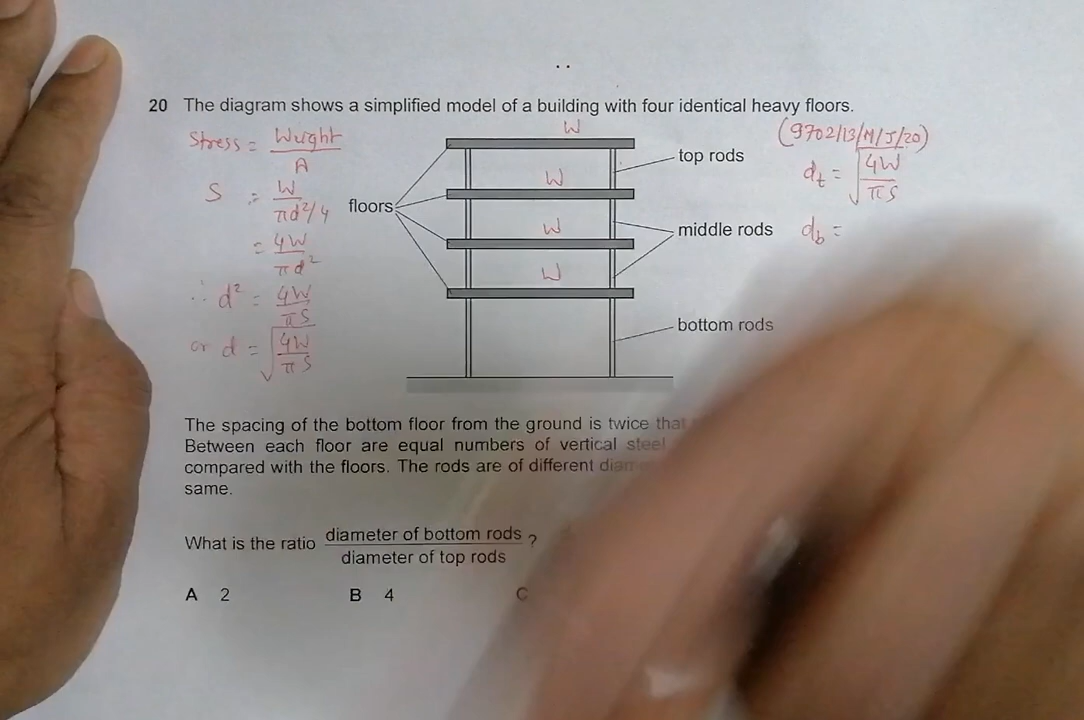 20 The diagram shows a simplified model of a building with four identical heavy floors.
Stress = Weight / A
S = W / πd²/4
= 4W / πd²
∴ d² = 4W / πS
or d = √(4W / πS)
W
W
W
W
floors
top rods
middle rods
bottom rods
(9702/13/M/J/20)
d_t = √(4W / πS)
d_b =
The spacing of the bottom floor from the ground is twice that
Between each floor are equal numbers of vertical steel
compared with the floors. The rods are of different
same.
What is the ratio diameter of bottom rods / diameter of top rods ?
A 2 B 4 C